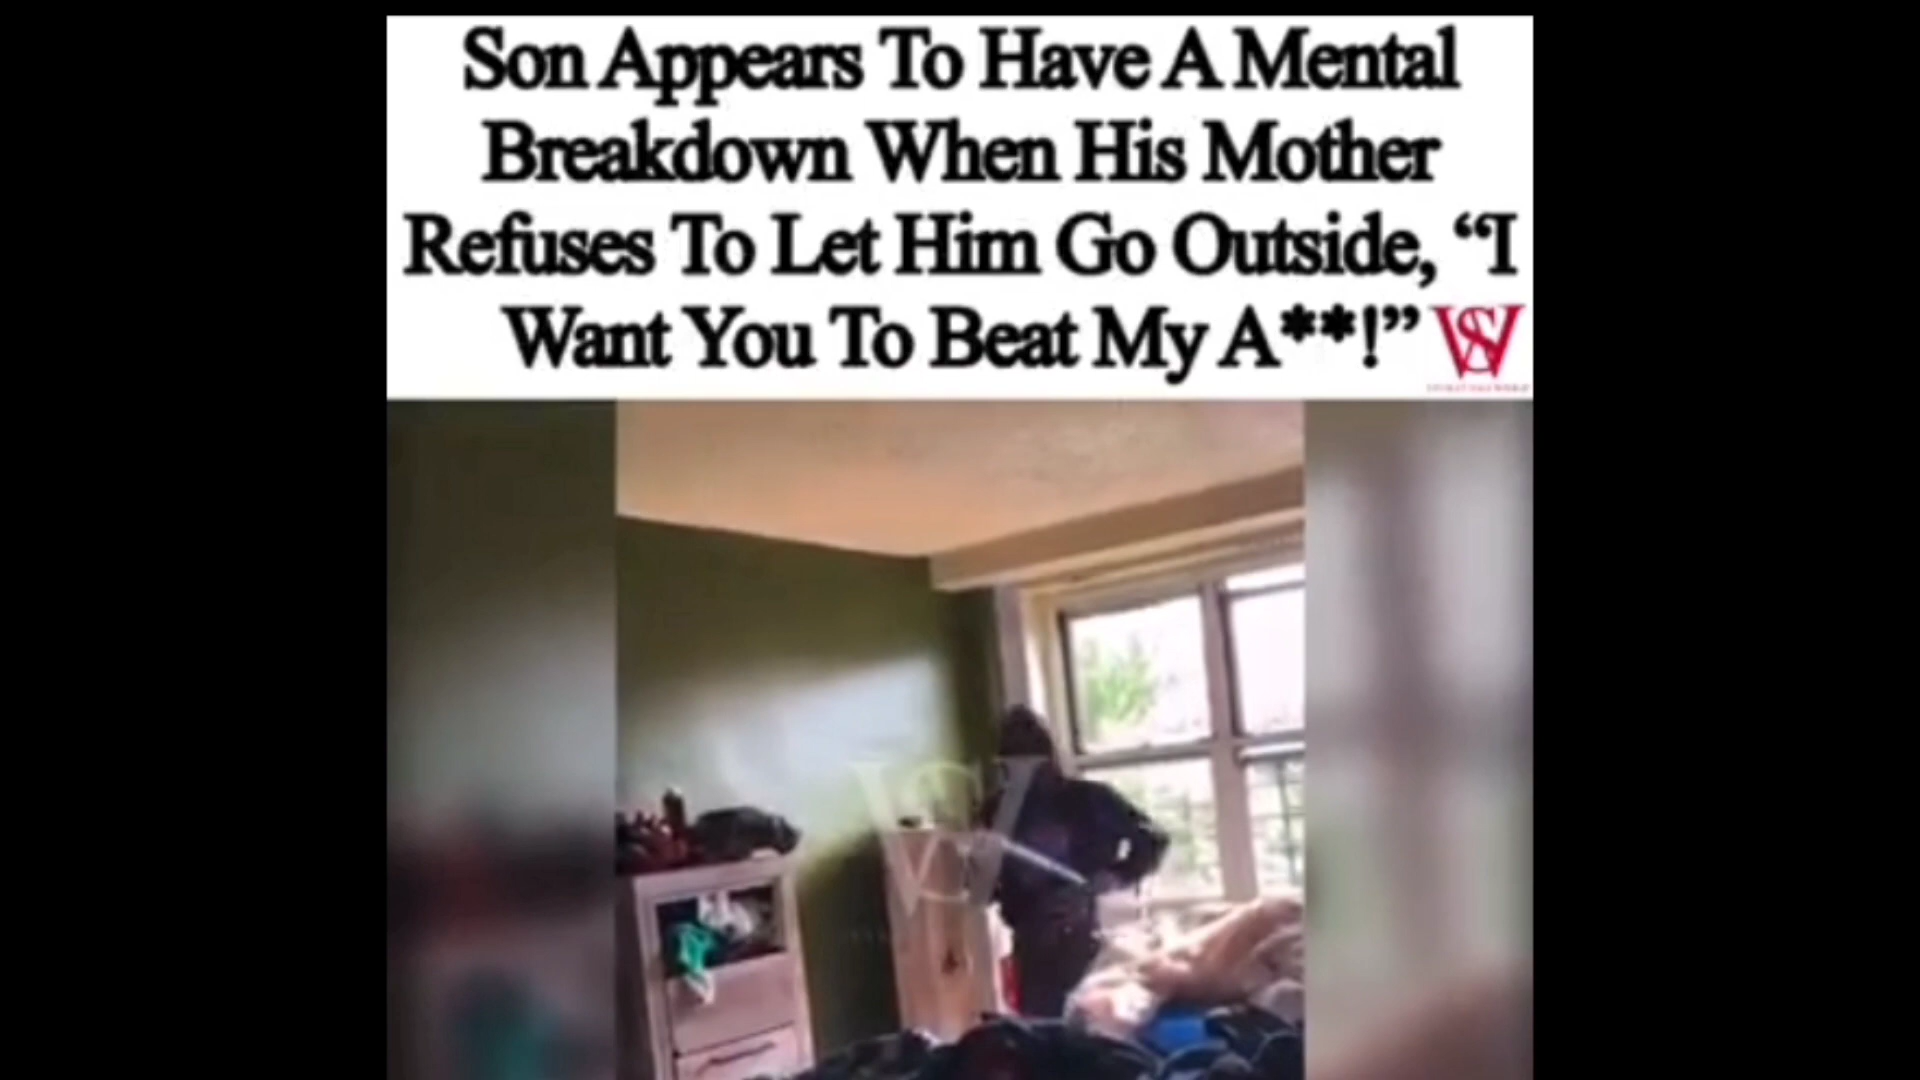 Son Appears To Have A Mental
Breakdown When His Mother
Refuses To Let Him Go Outside, “I
Want You To Beat My A**!”